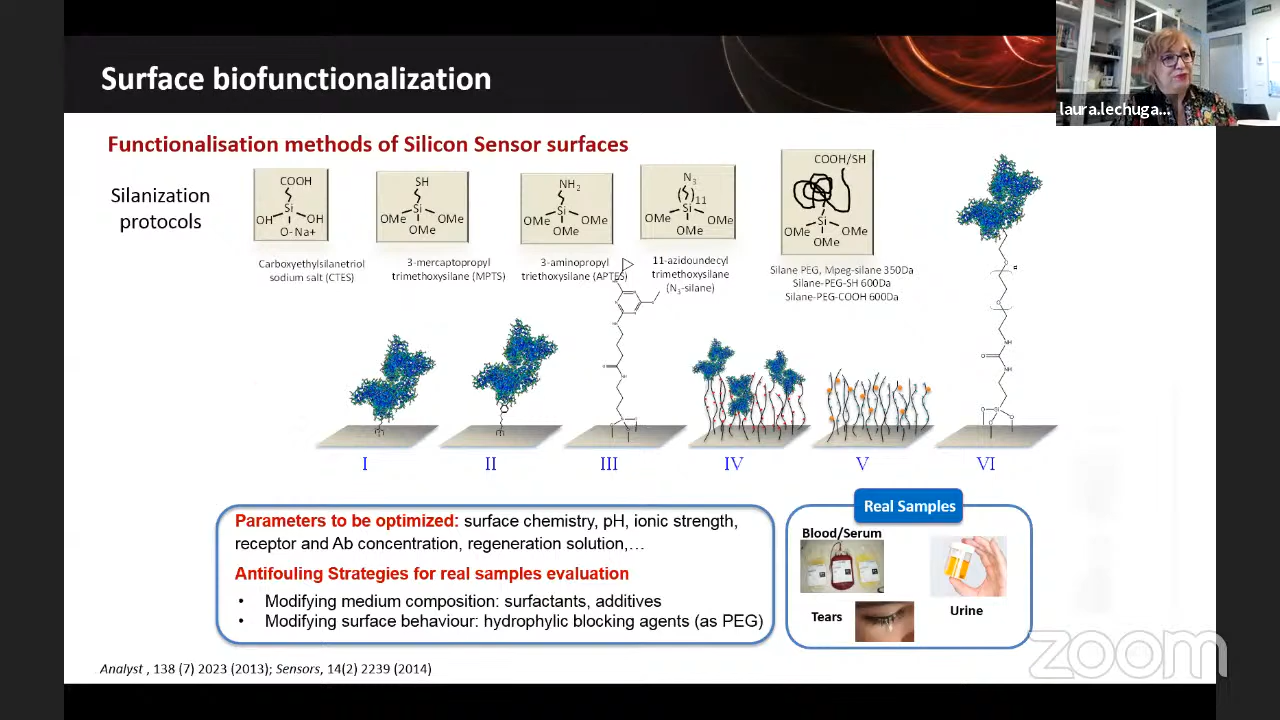 Surface biofunctionalization
laura.lechuga...
Functionalisation methods of Silicon Sensor surfaces
Silanization
protocols
COOH
Si
OH
OH
O- Na+
SH
Si
OMe
OMe
OMe
NH2
Si
OMe
OMe
OMe
N3
11
Si
OMe
OMe
OMe
COOH/SH
Si
OMe
OMe
OMe
Carboxyethylsilanetriol
sodium salt (CTES)
3-mercaptopropyl
trimethoxysilane (MPTS)
3-aminopropyl
triethoxysilane (APTES)
11-azidoundecyl
trimethoxysilane
(N3-silane)
Silane PEG, Mpeg-silane 350Da
Silane-PEG-SH 600Da
Silane-PEG-COOH 600Da
I
II
III
IV
V
VI
Parameters to be optimized: surface chemistry, pH, ionic strength,
receptor and Ab concentration, regeneration solution,...
Antifouling Strategies for real samples evaluation
• Modifying medium composition: surfactants, additives
• Modifying surface behaviour: hydrophylic blocking agents (as PEG)
Real Samples
Blood/Serum
Urine
Tears
Analyst , 138 (7) 2023 (2013); Sensors, 14(2) 2239 (2014)
zoom